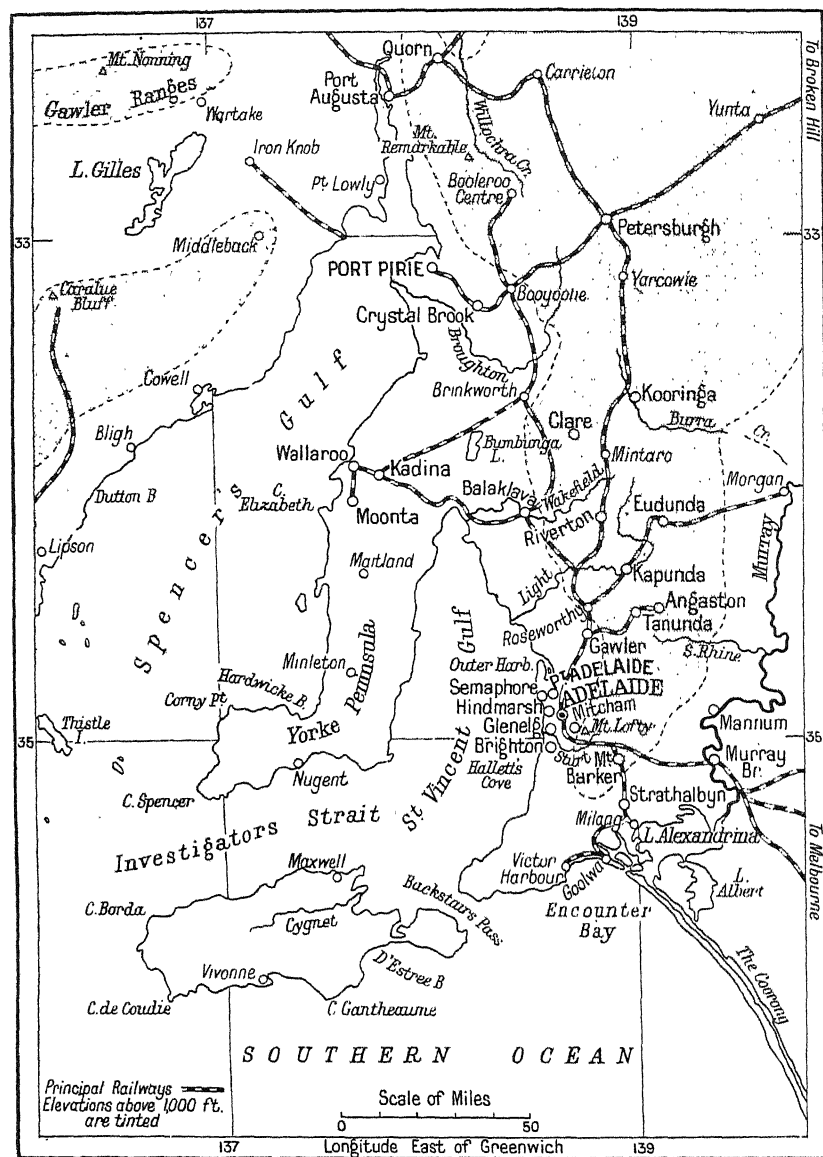 137
139
To Broken Hill
Quorn
Mt. Nonning
Gawler Ranges
Port
Augusta
Carrieton
Wartake
Yunta
Willochra Cr.
Mt.
Remarkable
Iron Knob
L. Gilles
Pt. Lowly
Booleroo
Centre
Petersburgh
33
33
Middleback
PORT PIRIE
Yarcowie
Caralue
Bluff
Booyoolie
Crystal Brook
Broughton
Cowell
Brinkworth
Kooringa
Burra
Cr.
Bligh
Clare
Bumbunga
L.
Wallaroo
Kadina
Mintaro
Morgan
Dutton B
C.
Elizabeth
Moonta
Balaklava
Wakefield
Riverton
Eudunda
Lipson
Martland
Murray
Light
Kapunda
Spencer's Gulf
Roseworthy
Angaston
Tanunda
Gawler
S. Rhine
Outer Harb.
Pt. ADELAIDE
Minleton
Hardwicke B.
Semaphore
ADELAIDE
Corny Pt.
Yorke Peninsula
Hindmarsh
Mitcham
Mannum
Thistle
I.
Glenelg
Mt. Lofty
35
35
Brighton
Sturt
Mt.
Barker
Murray
Br.
Nugent
St. Vincent Gulf
Halletts
Cove
C. Spencer
Strathalbyn
Investigators Strait
Milang
L. Alexandrina
To Melbourne
Maxwell
Victor
Harbour
Goolwa
L.
Albert
C. Borda
Backstairs Pass
Encounter
Bay
Cygnet
D'Estree B
Vivonne
The Coorong
C. de Coudie
C. Gantheaume
SOUTHERN OCEAN
Principal Railways
Elevations above 1,000 ft.
are tinted
Scale of Miles
0 50
137
Longitude East of Greenwich
139